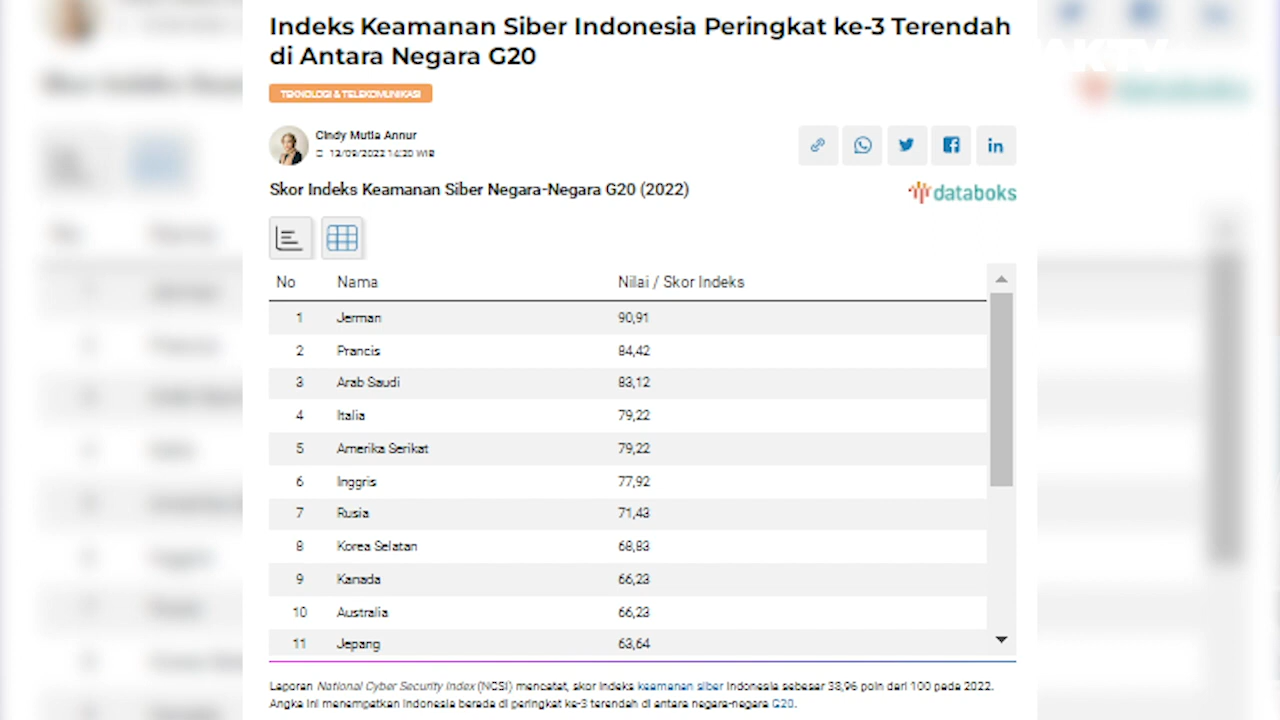 Indeks Keamanan Siber Indonesia Peringkat ke-3 Terendah
di Antara Negara G20
TEKNOLOGI & TELEKOMUNIKASI
Cindy Mutia Annur
13/09/2022 14:20 WIB
Skor Indeks Keamanan Siber Negara-Negara G20 (2022)
databoks
No Nama Nilai / Skor Indeks
1 Jerman 90,91
2 Prancis 84,42
3 Arab Saudi 83,12
4 Italia 79,22
5 Amerika Serikat 79,22
6 Inggris 77,92
7 Rusia 71,43
8 Korea Selatan 68,83
9 Kanada 66,23
10 Australia 66,23
11 Jepang 63,64
Laporan National Cyber Security Index (NCSI) mencatat, skor indeks keamanan siber Indonesia sebesar 38,96 poin dari 100 pada 2022.
Angka ini menempatkan Indonesia berada di peringkat ke-3 terendah di antara negara-negara G20.